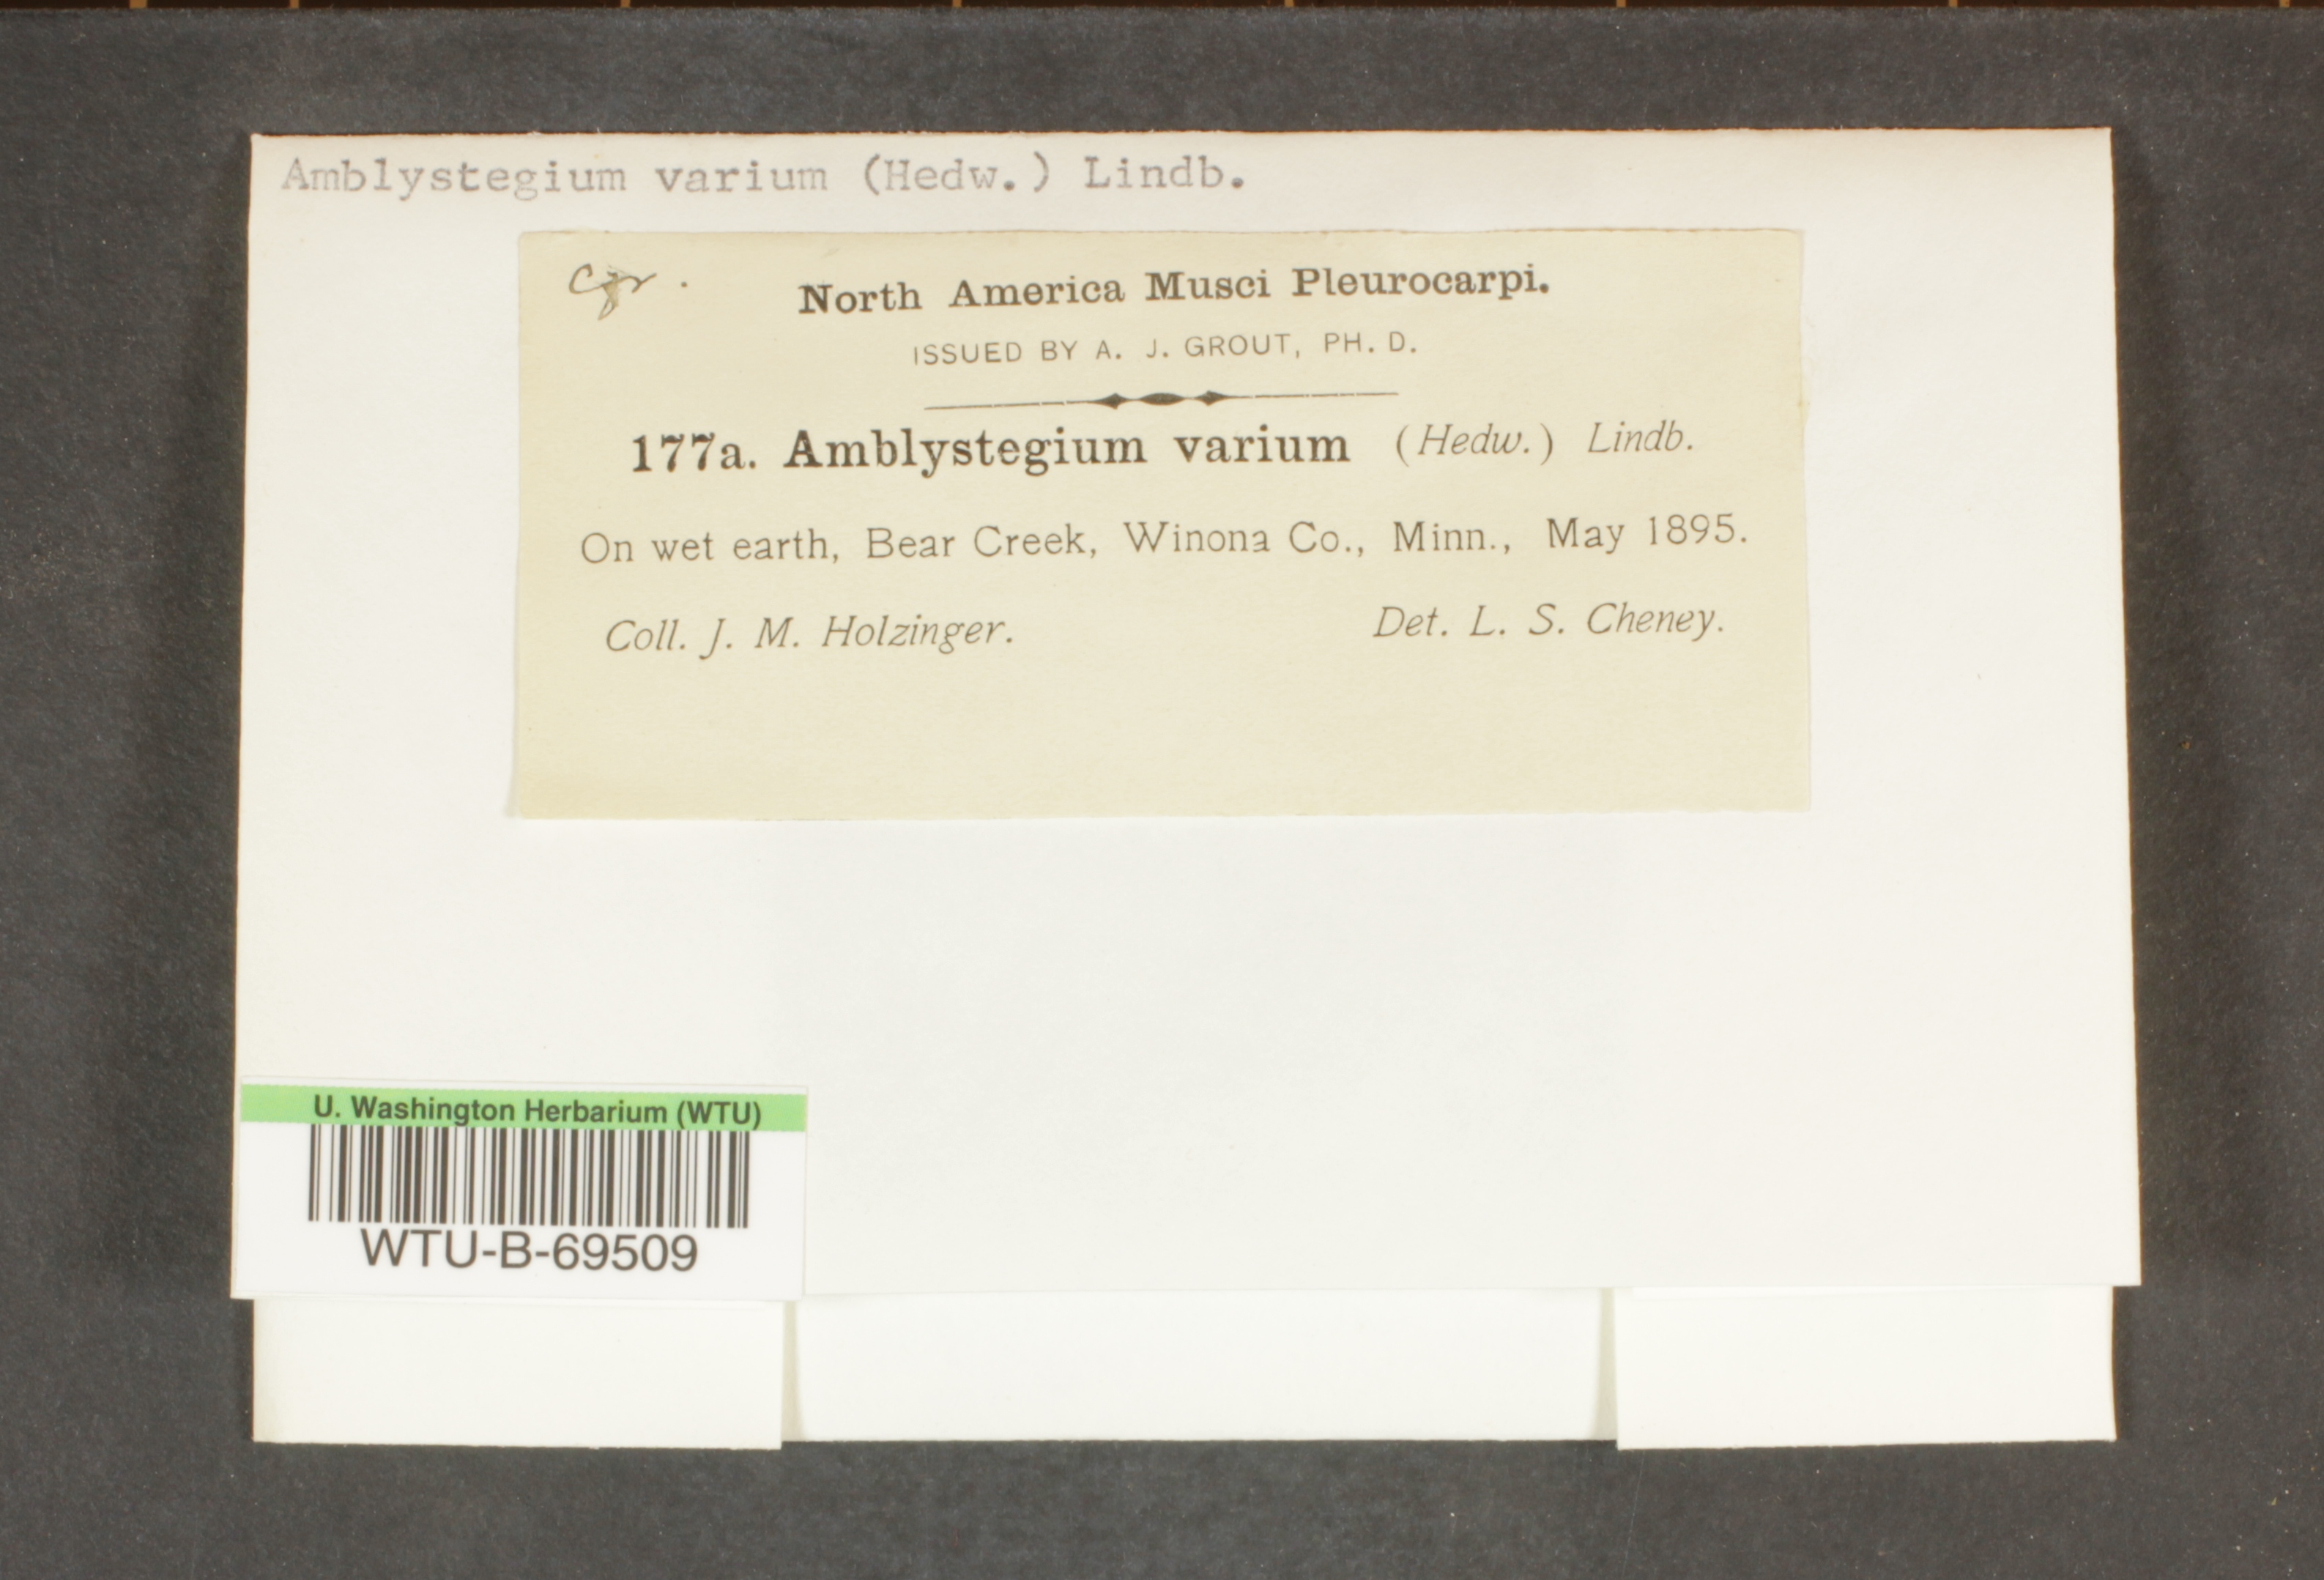 Amblystegium varium (Hedw.) Lindb.
cfr.
North America Musci Pleurocarpi.
ISSUED BY A. J. GROUT, PH. D.
177a. Amblystegium varium (Hedw.) Lindb.
On wet earth, Bear Creek, Winona Co., Minn., May 1895.
Coll. J. M. Holzinger. Det. L. S. Cheney.
U. Washington Herbarium (WTU)
WTU-B-69509